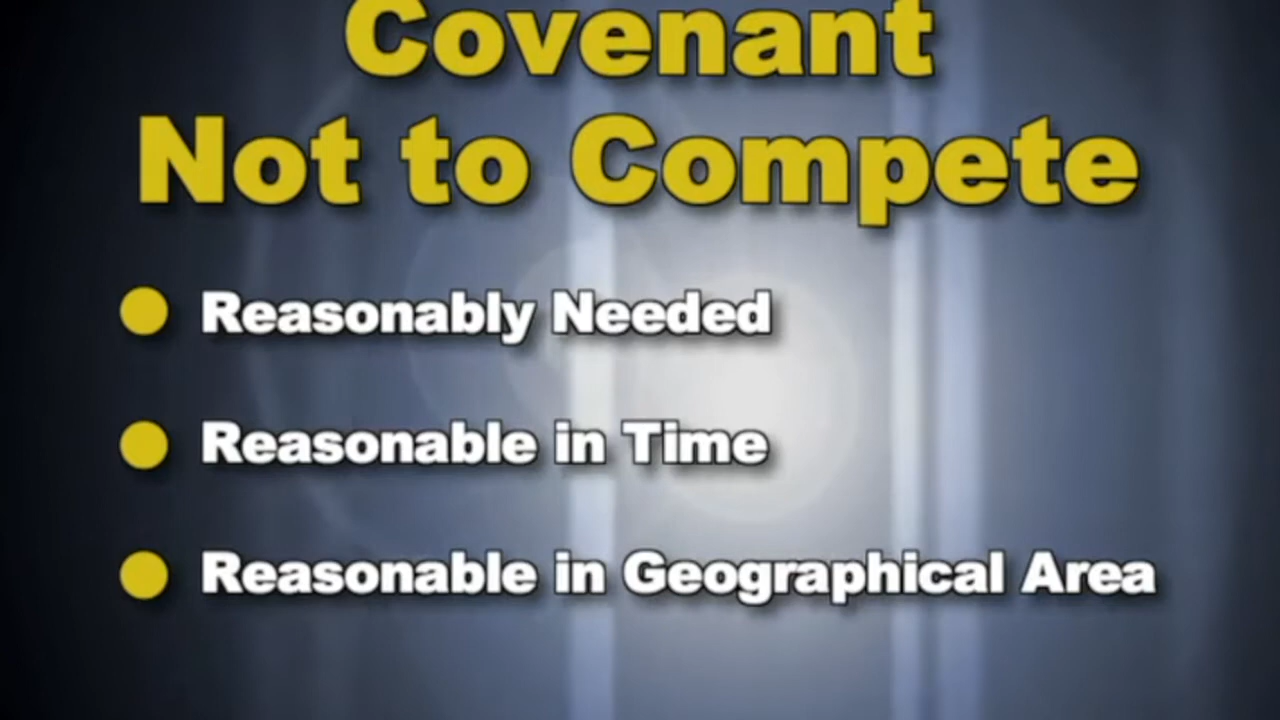 Covenant
Not to Compete
Reasonably Needed
Reasonable in Time
Reasonable in Geographical Area